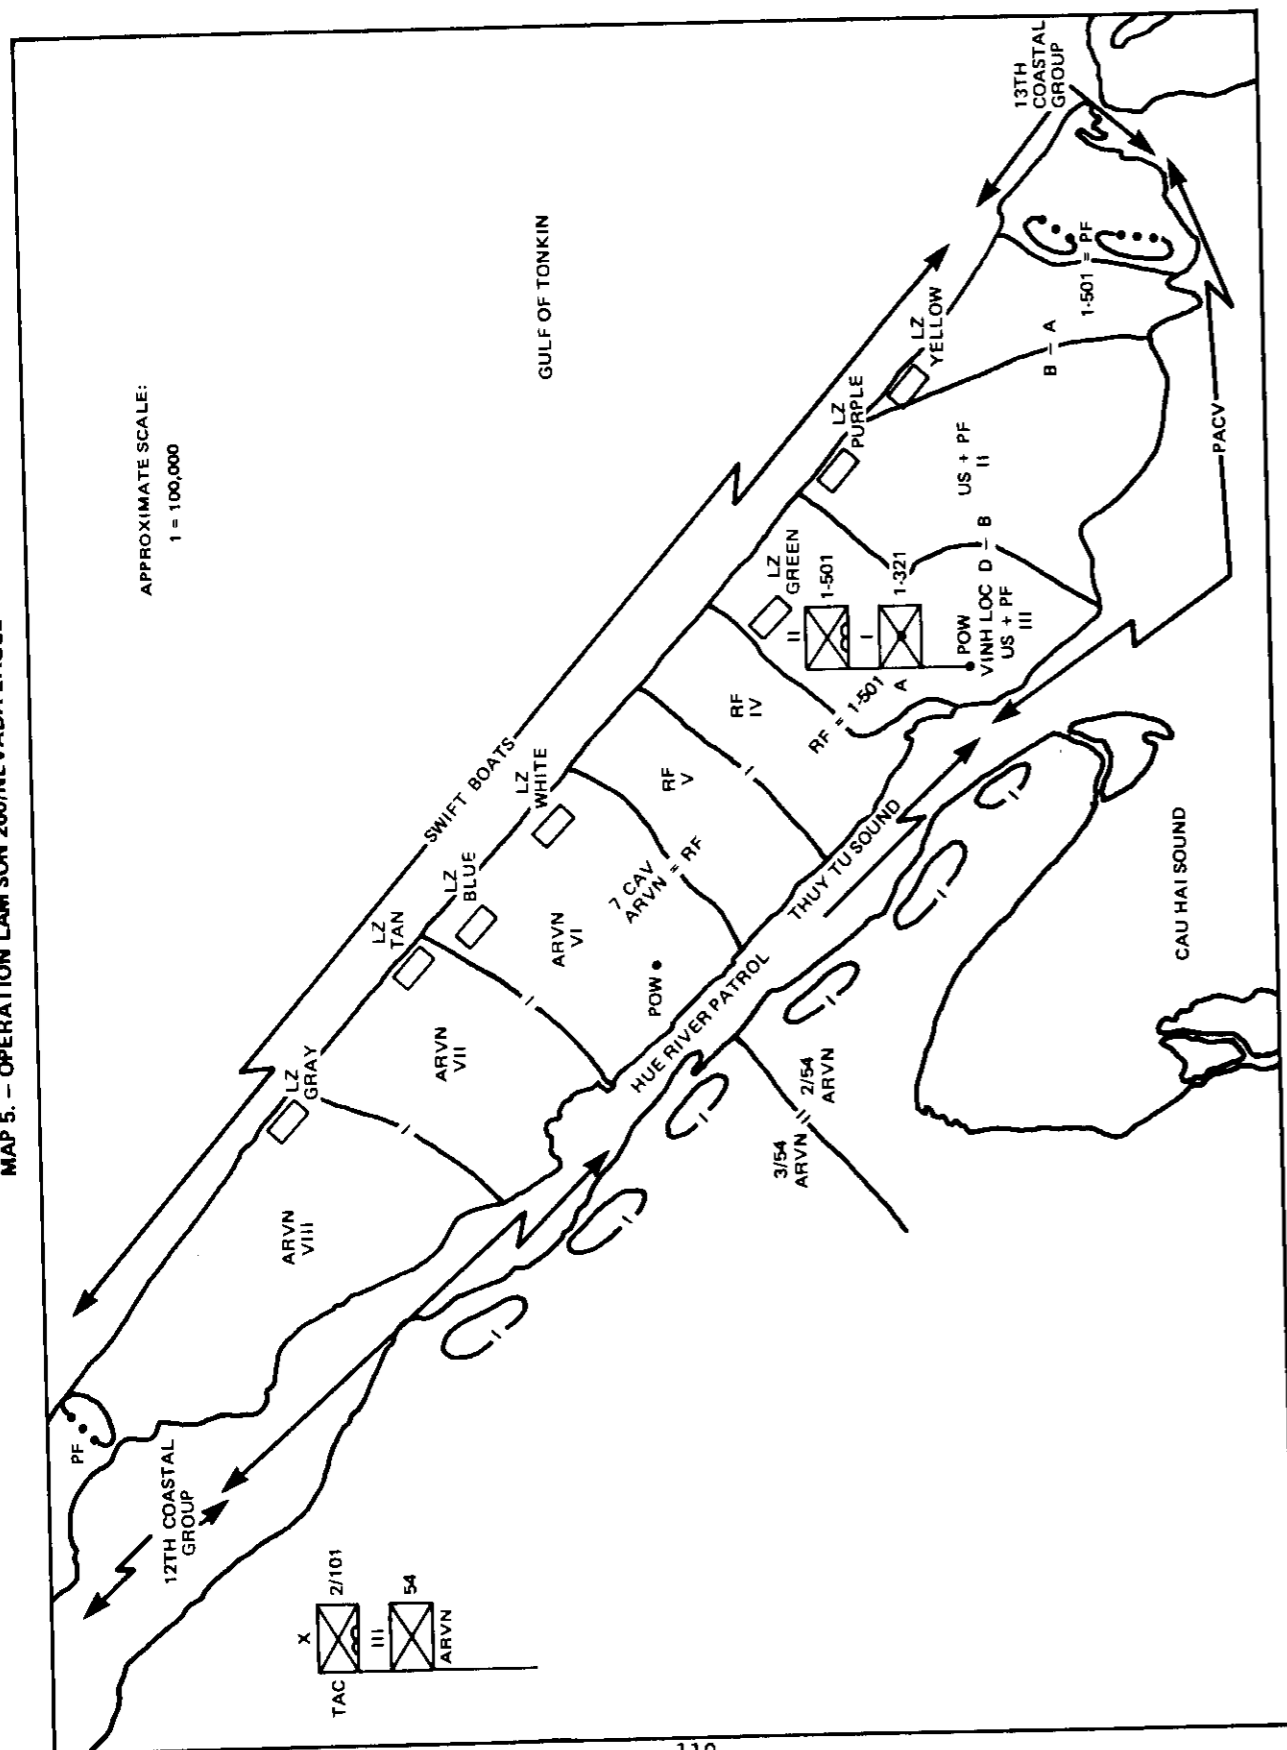 MAP 5. – OPERATION LAM SON 260/NEVADA EAGLE
APPROXIMATE SCALE:
1 = 100,000
GULF OF TONKIN
13TH
COASTAL
GROUP
SWIFT BOATS
LZ
GRAY
LZ
TAN
LZ
BLUE
LZ
WHITE
LZ
GREEN
LZ
PURPLE
LZ
YELLOW
PF
12TH COASTAL
GROUP
ARVN
VIII
ARVN
VII
ARVN
VI
POW
7 CAV
ARVN = RF
RF
V
RF
IV
RF = 1-501
II
1-501
I
1-321
A
POW
VINH LOC
US + PF
III
D – B
US + PF
II
B – A
1-501 = PF
HUE RIVER PATROL
THUY TU SOUND
PACV
CAU HAI SOUND
3/54
ARVN
II
2/54
ARVN
X
TAC
2/101
III
54
ARVN